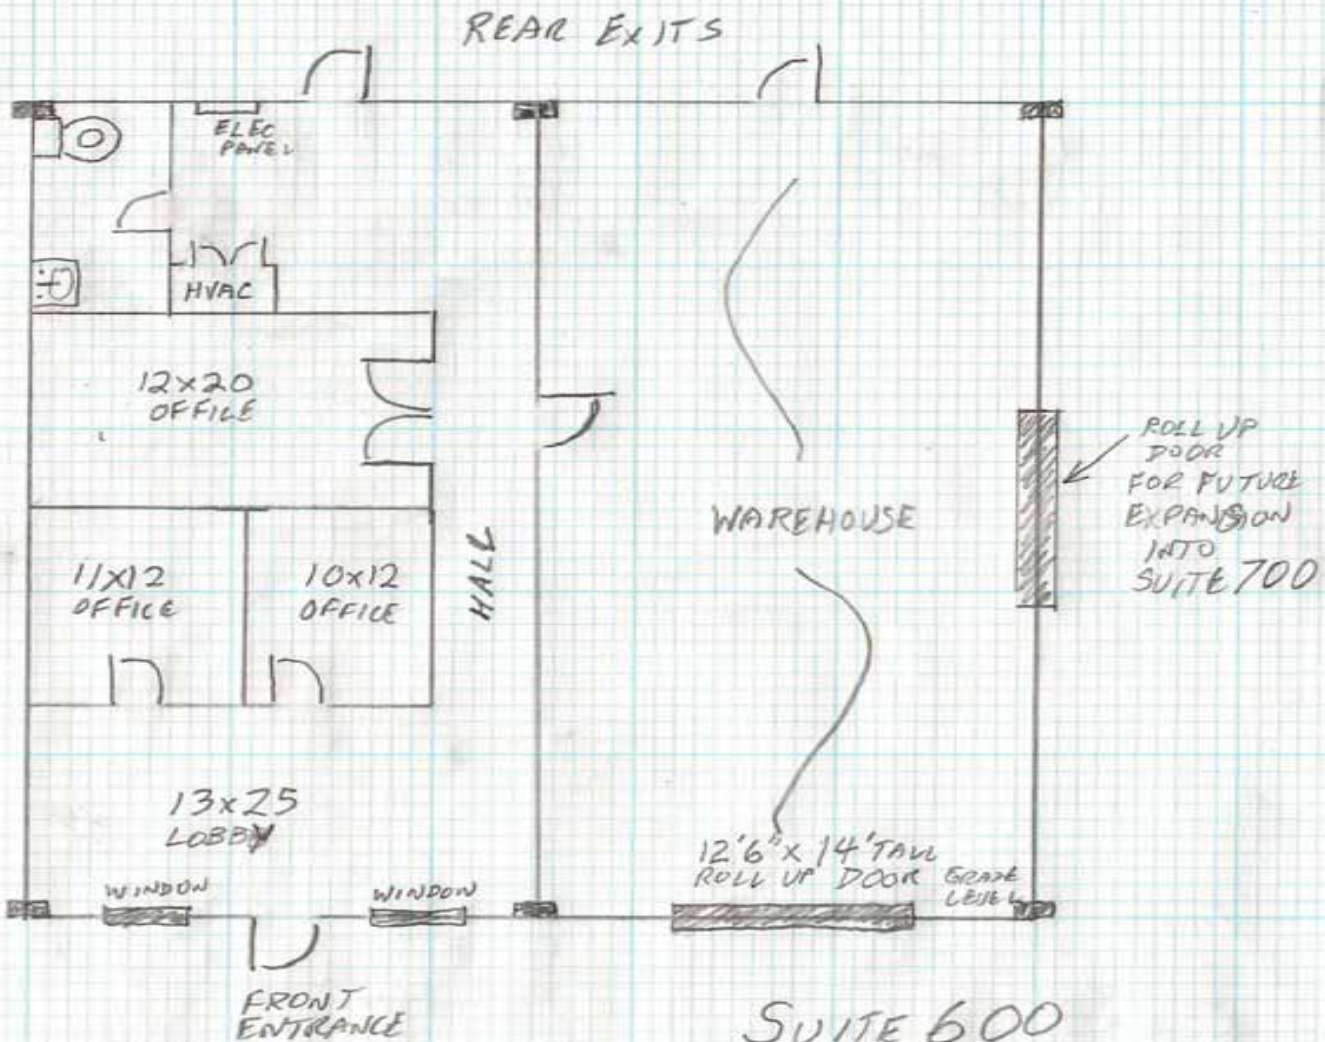 REAR EXITS
ELEC
PANEL
HVAC
12x20
OFFICE
ROLL UP
DOOR
FOR FUTURE
EXPANSION
INTO
SUITE 700
WAREHOUSE
11x12
OFFICE
10x12
OFFICE
HALL
13x25
LOBBY
WINDOW
WINDOW
12'6" x 14' TALL
ROLL UP DOOR
GRADE
LEVEL
FRONT
ENTRANCE
SUITE 600